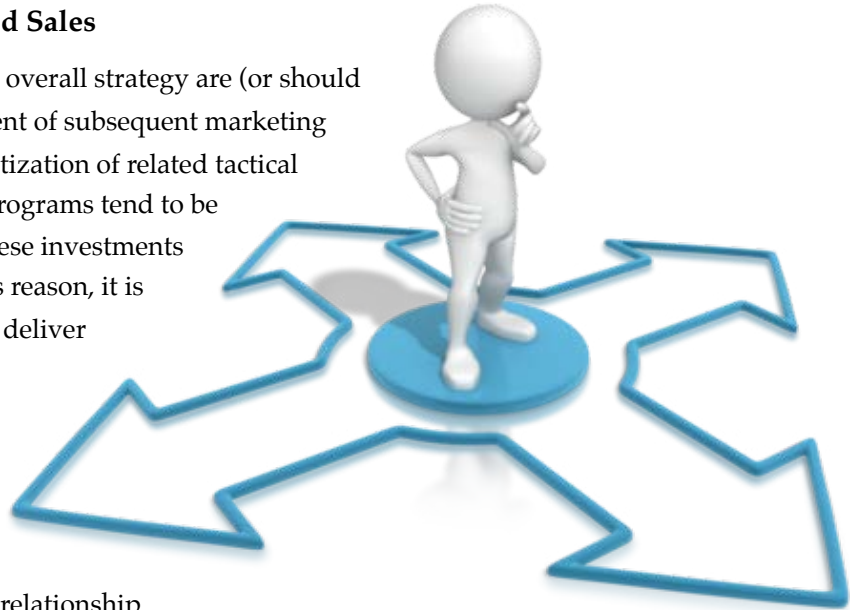 d Sales
overall strategy are (or should
ent of subsequent marketing
tization of related tactical
rograms tend to be
ese investments
s reason, it is
deliver
relationship